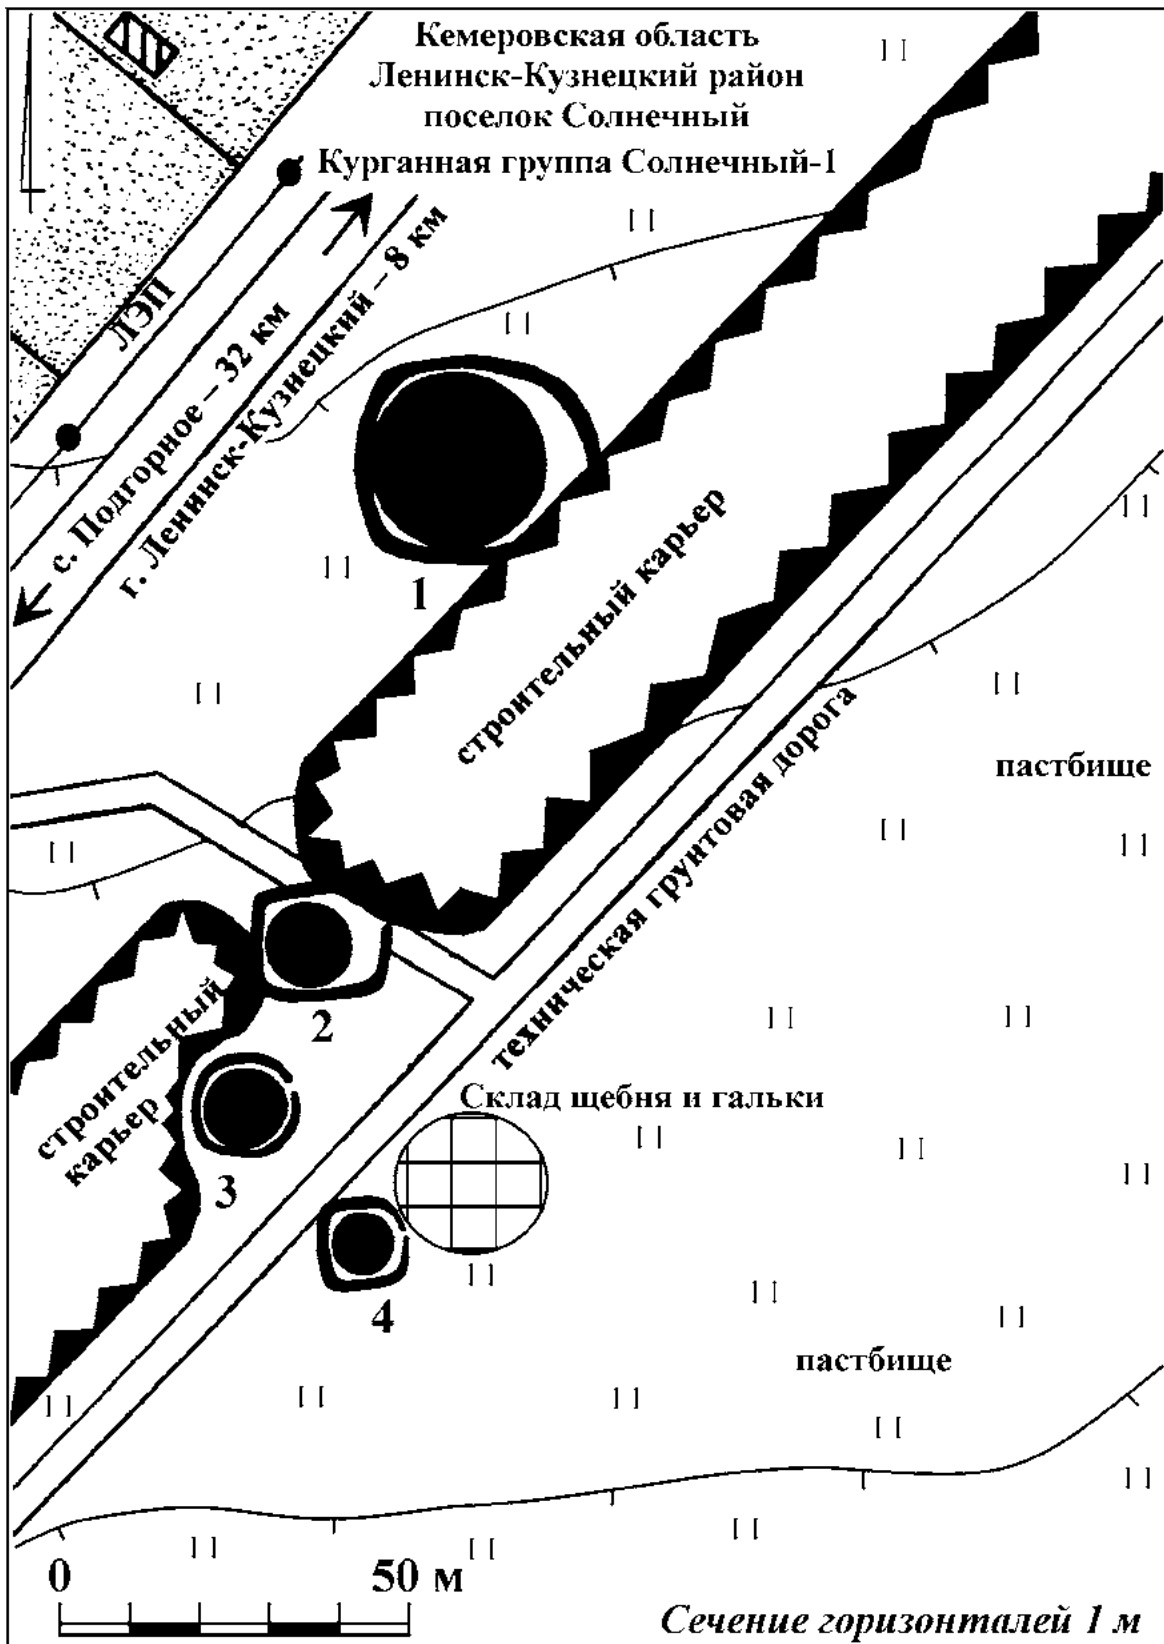 Кемеровская область
Ленинск-Кузнецкий район
поселок Солнечный
Курганная группа Солнечный-1
ЛЭП
с. Подгорное – 32 км
г. Ленинск-Кузнецкий – 8 км
1
строительный карьер
пастбище
техническая грунтовая дорога
2
строительный
карьер
Склад щебня и гальки
3
4
пастбище
0 50 м
Сечение горизонталей 1 м